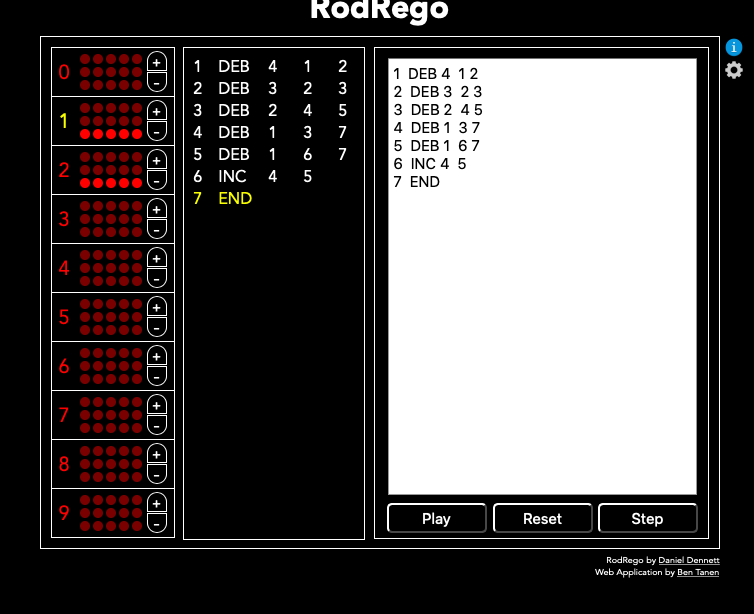 RodRego
0 + -
1 + -
2 + -
3 + -
4 + -
5 + -
6 + -
7 + -
8 + -
9 + -
1 DEB 4 1 2
2 DEB 3 2 3
3 DEB 2 4 5
4 DEB 1 3 7
5 DEB 1 6 7
6 INC 4 5
7 END
1 DEB 4 1 2
2 DEB 3 2 3
3 DEB 2 4 5
4 DEB 1 3 7
5 DEB 1 6 7
6 INC 4 5
7 END
i
Play Reset Step
RodRego by Daniel Dennett
Web Application by Ben Tanen